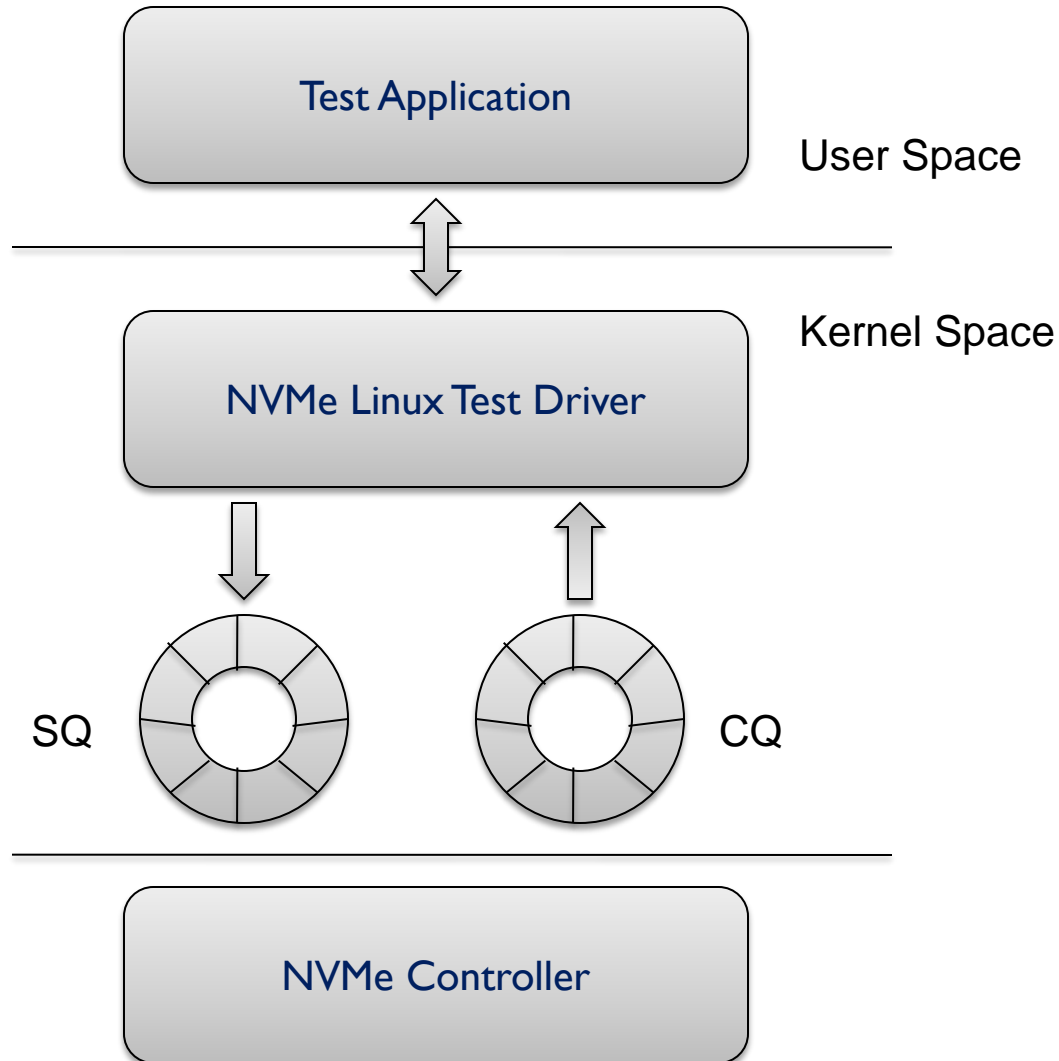 Test Application
User Space
Kernel Space
NVMe Linux Test Driver
SQ
CQ
NVMe Controller